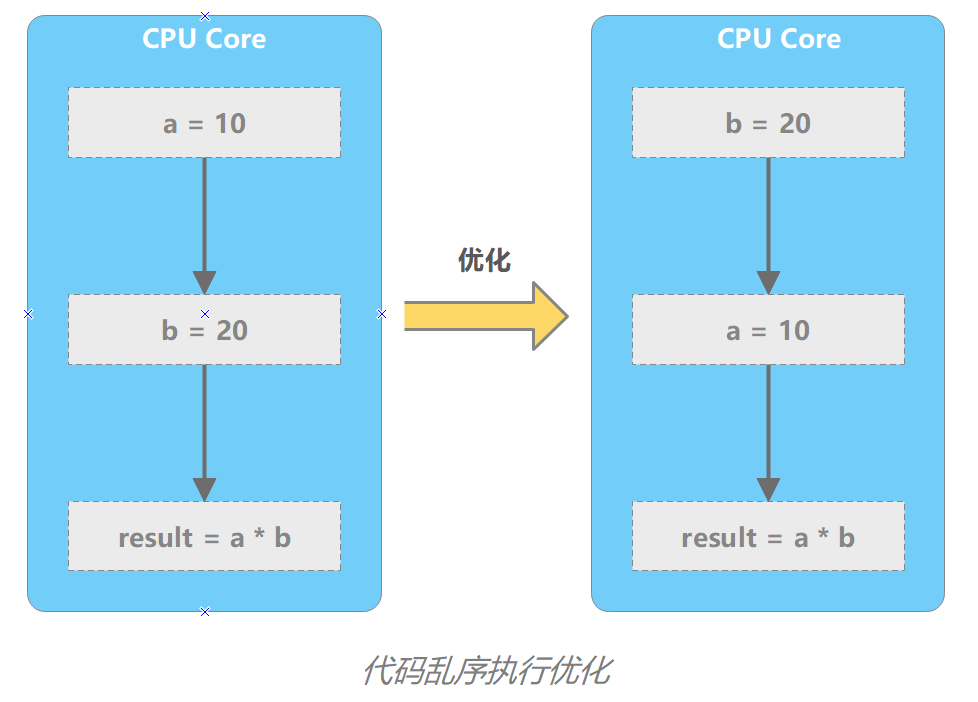 CPU Core
a = 10
b = 20
result = a * b
优化
CPU Core
b = 20
a = 10
result = a * b
代码乱序执行优化